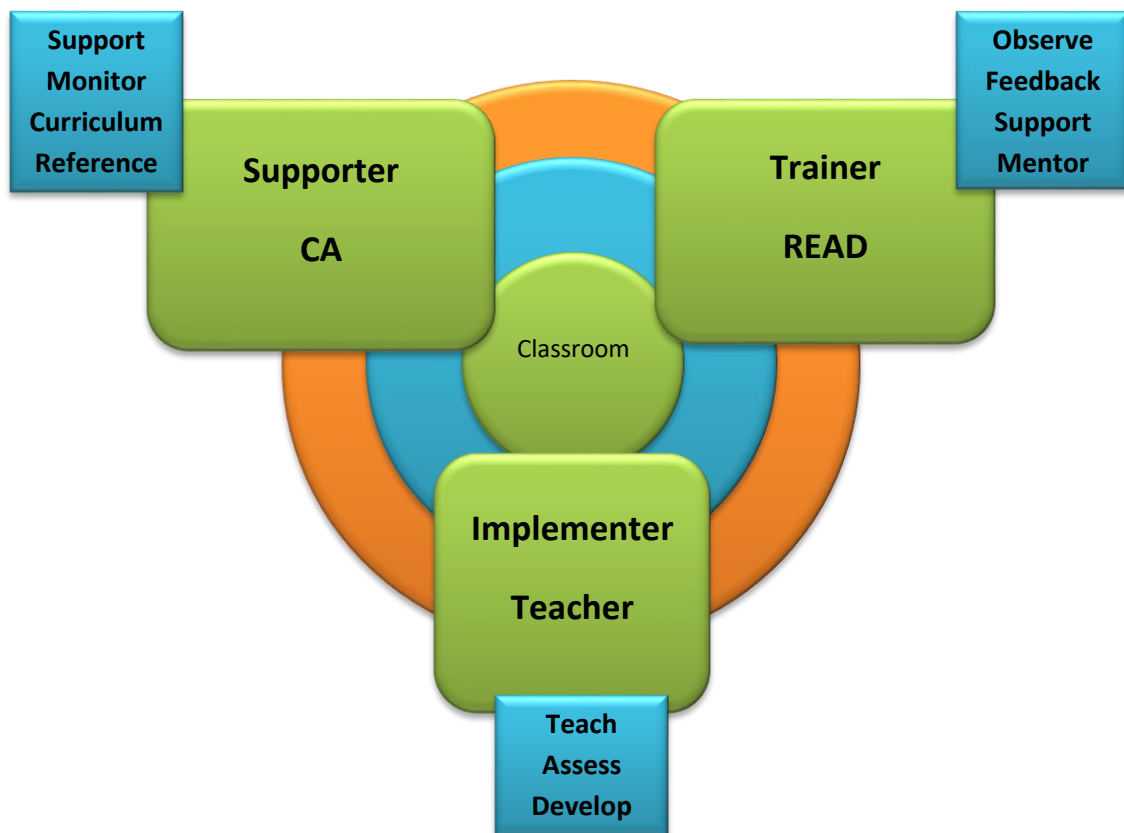 Support
Monitor
Curriculum
Reference
Supporter
CA
Observe
Feedback
Support
Mentor
Trainer
READ
Classroom
Implementer
Teacher
Teach
Assess
Develop